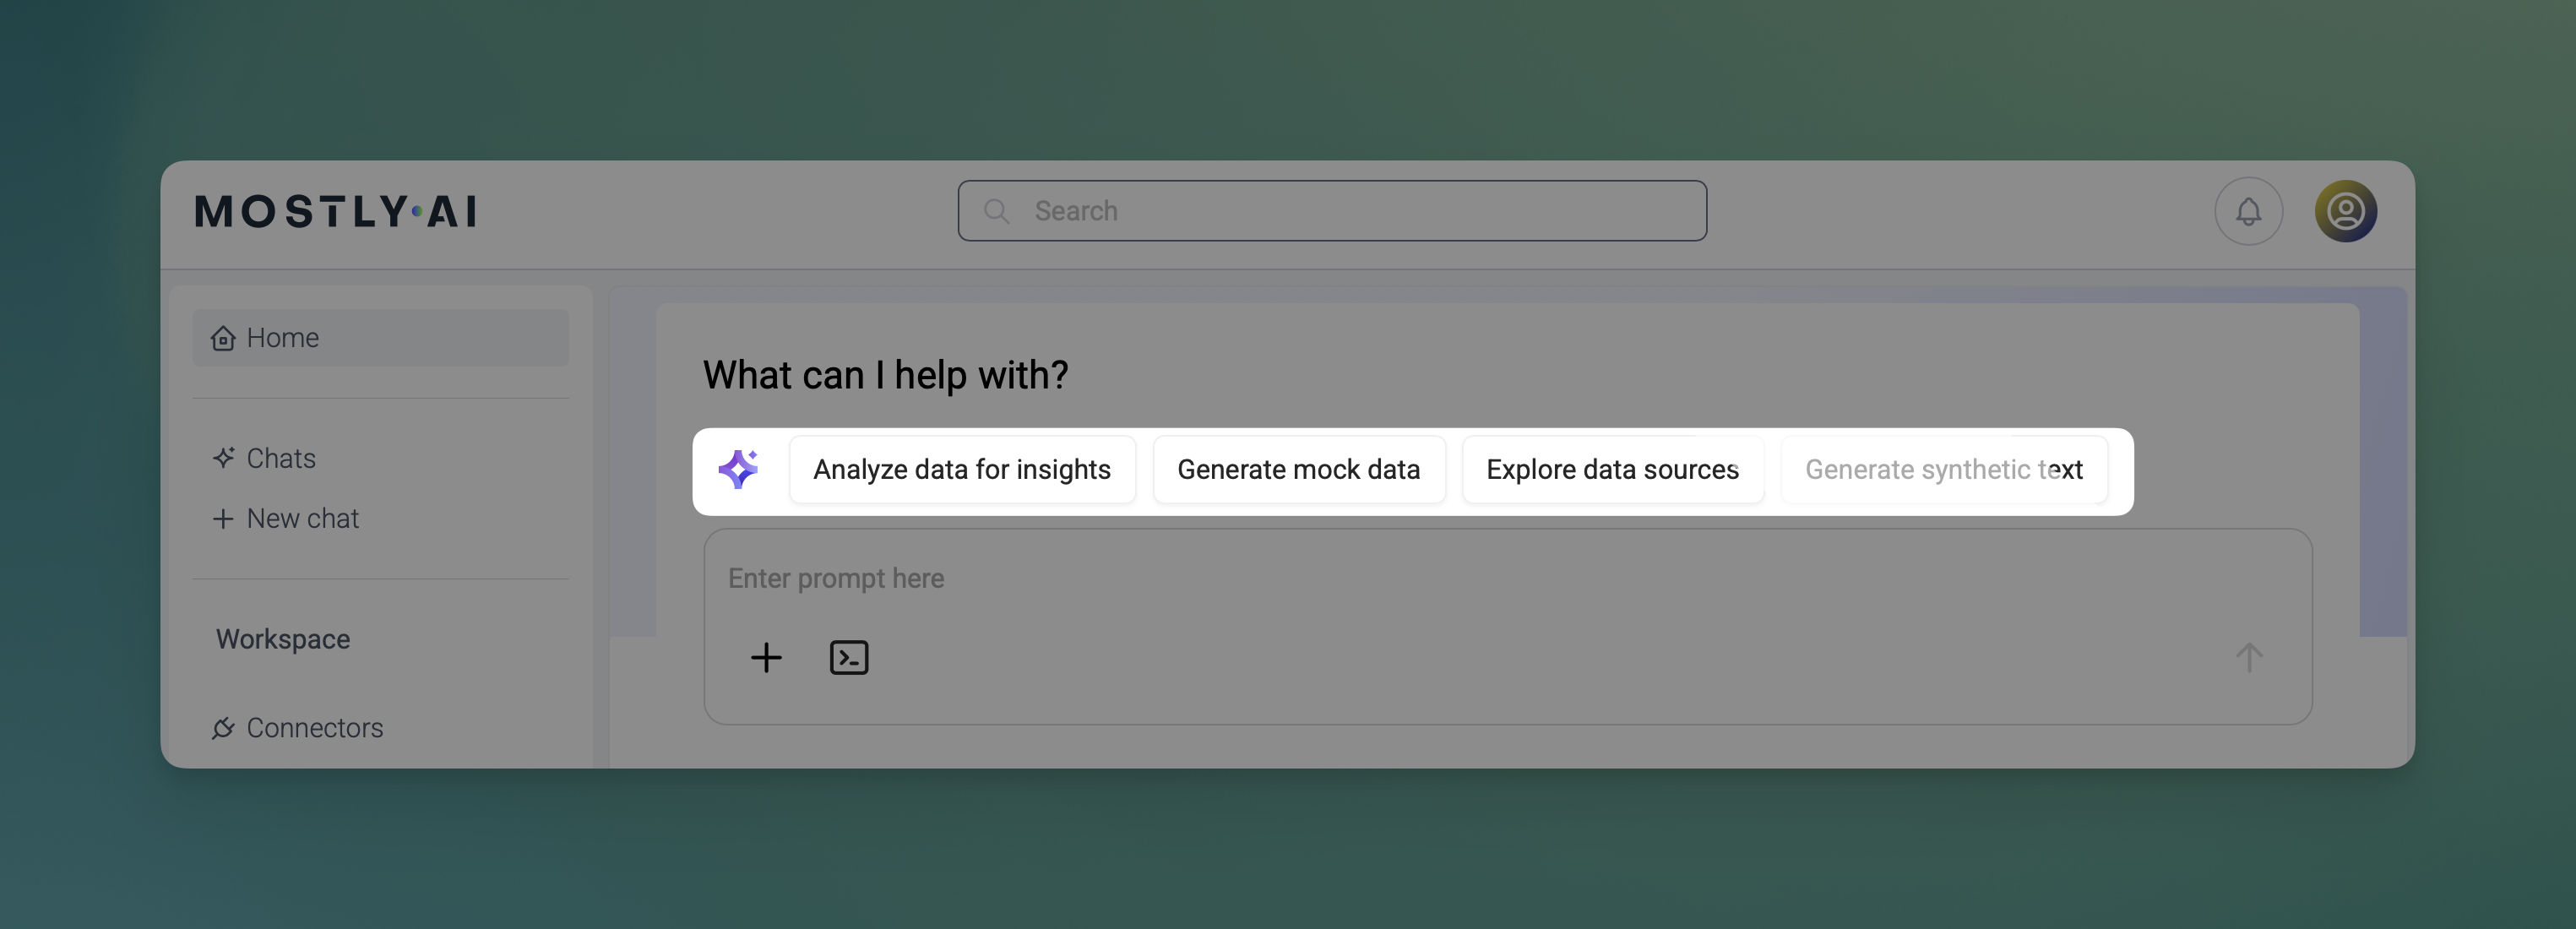 MOSTLY AI
Search
Home
Chats
New chat
Workspace
Connectors
What can I help with?
Analyze data for insights
Generate mock data
Explore data sources
Generate synthetic text
Enter prompt here